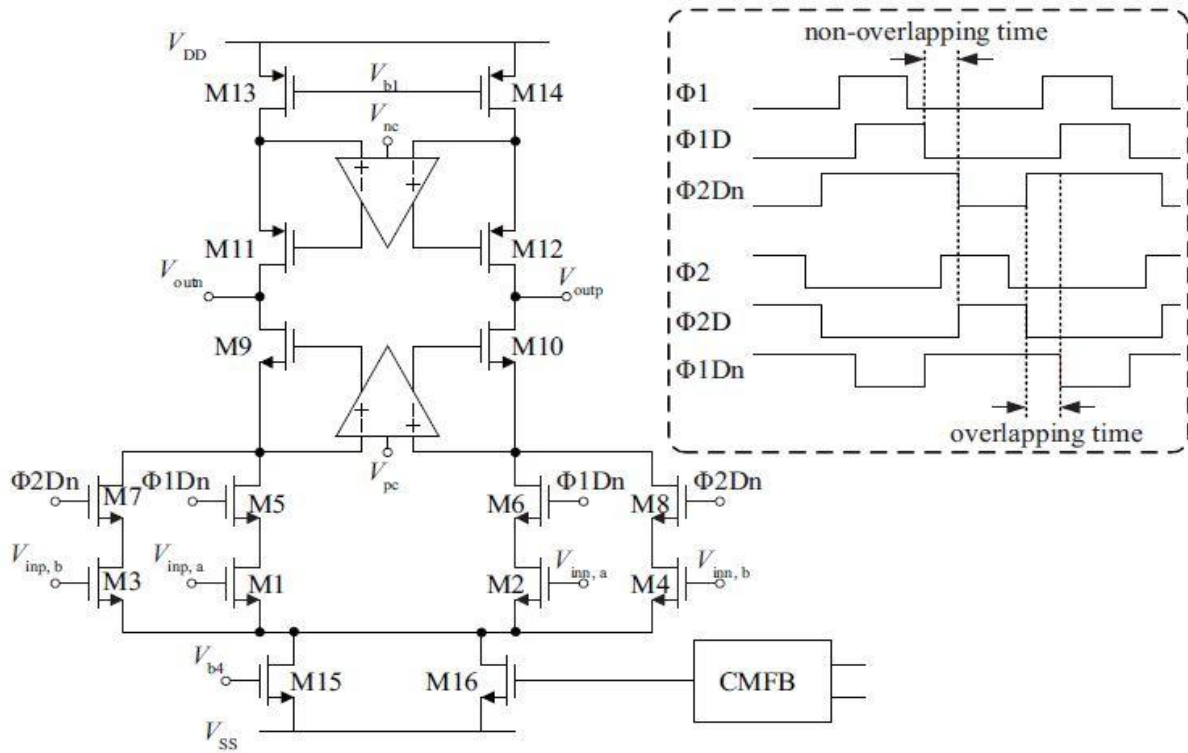 V_DD
M13
V_b1
M14
V_nc
+ +
M11
M12
V_outn
V_outp
M9
M10
+ +
V_pc
Φ2Dn
M7
Φ1Dn
M5
M6
Φ1Dn
M8
Φ2Dn
V_inp, b
M3
V_inp, a
M1
M2
V_inn, a
M4
V_inn, b
V_b4
M15
M16
CMFB
V_SS
non-overlapping time
Φ1
Φ1D
Φ2Dn
Φ2
Φ2D
Φ1Dn
overlapping time